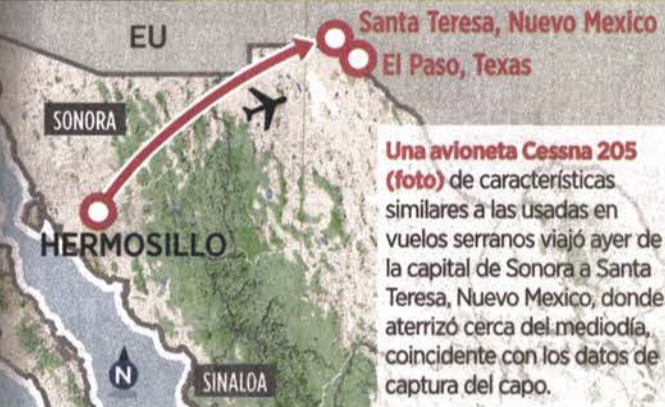 EU
Santa Teresa, Nuevo Mexico
El Paso, Texas
SONORA
HERMOSILLO
Una avioneta Cessna 205
(foto) de características
similares a las usadas en
vuelos serranos viajó ayer de
la capital de Sonora a Santa
Teresa, Nuevo Mexico, donde
aterrizó cerca del mediodía,
coincidente con los datos de
captura del capo.
N
SINALOA